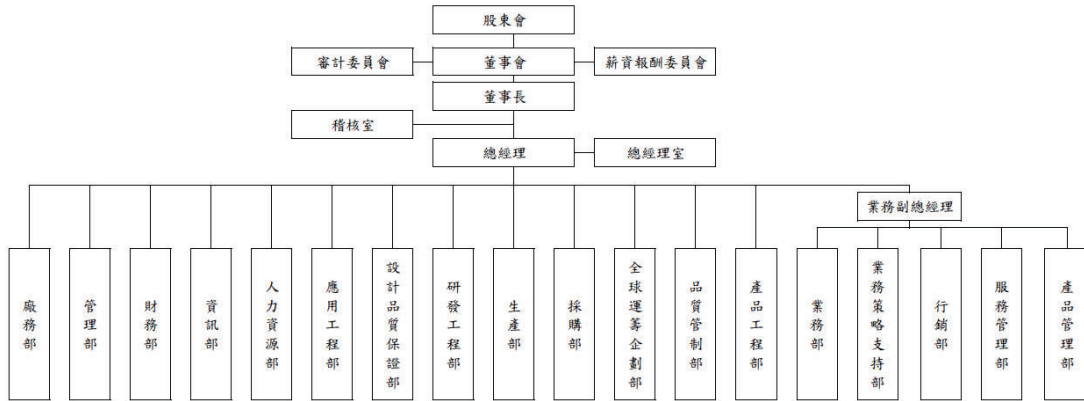 股東會
審計委員會
董事會
薪資報酬委員會
董事長
稽核室
總經理
總經理室
業務副總經理
廠務部
管理部
財務部
資訊部
人力資源部
應用工程部
設計品質保證部
研發工程部
生產部
採購部
全球運籌企劃部
品質管制部
產品工程部
業務部
業務策略支持部
行銷部
服務管理部
產品管理部